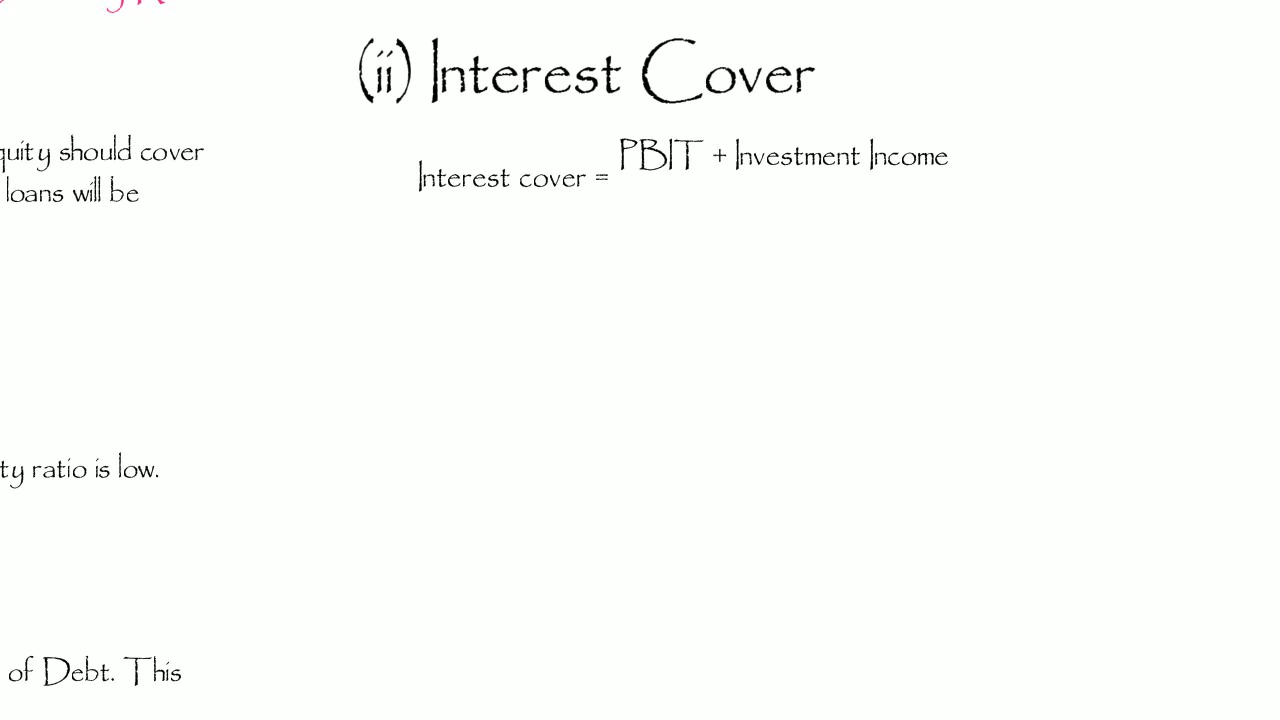 (ii) Interest Cover
quity should cover
loans will be
Interest cover = PBIT + Investment Income
ty ratio is low.
of Debt. This